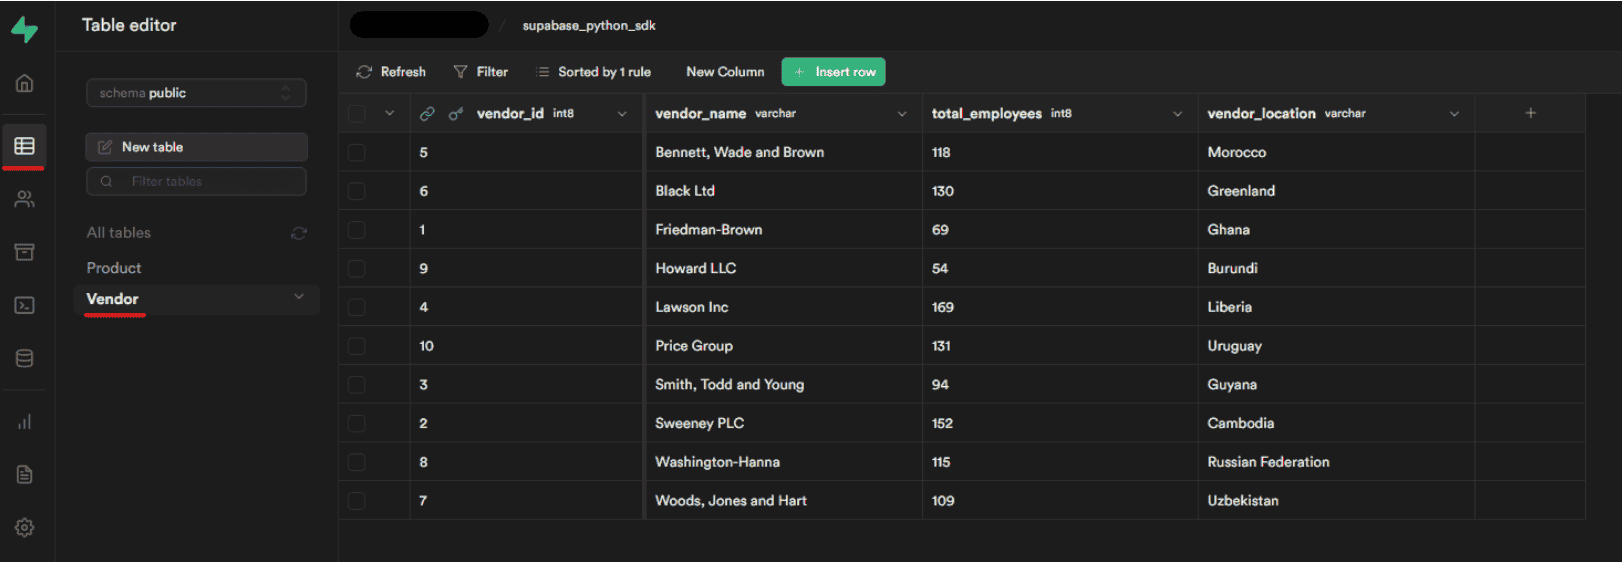 Table editor
supabase_python_sdk
schema public
New table
Filter tables
All tables
Product
Vendor
Refresh Filter Sorted by 1 rule New Column + Insert row
vendor_id int8 vendor_name varchar total_employees int8 vendor_location varchar +
5 Bennett, Wade and Brown 118 Morocco
6 Black Ltd 130 Greenland
1 Friedman-Brown 69 Ghana
9 Howard LLC 54 Burundi
4 Lawson Inc 169 Liberia
10 Price Group 131 Uruguay
3 Smith, Todd and Young 94 Guyana
2 Sweeney PLC 152 Cambodia
8 Washington-Hanna 115 Russian Federation
7 Woods, Jones and Hart 109 Uzbekistan